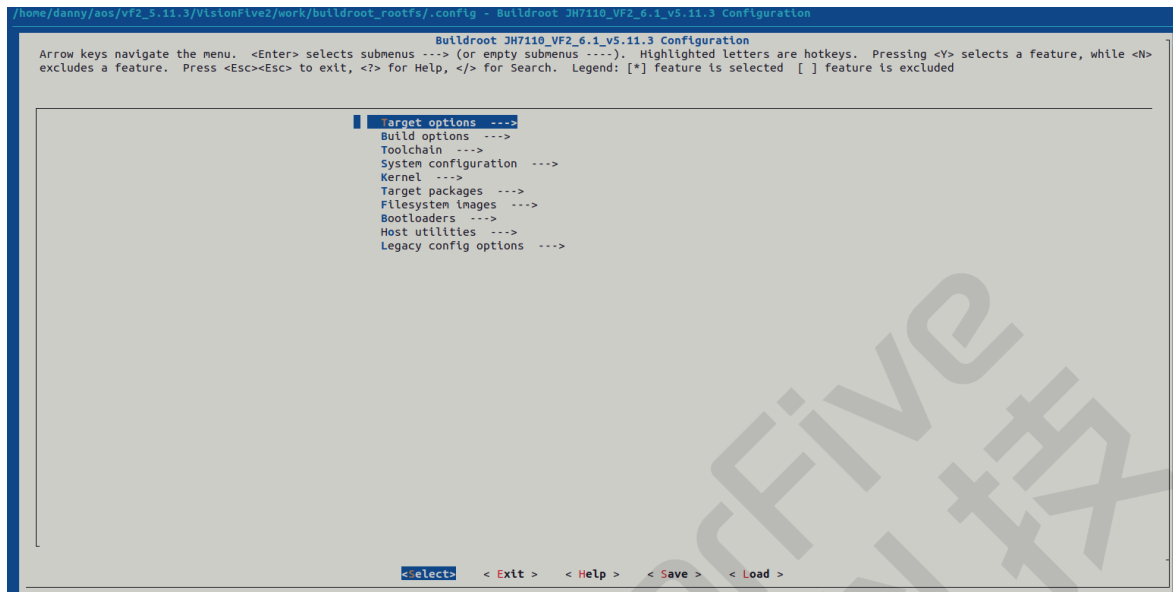 /home/danny/aos/vf2_5.11.3/VisionFive2/work/buildroot_rootfs/.config - Buildroot JH7110_VF2_6.1_v5.11.3 Configuration
Buildroot JH7110_VF2_6.1_v5.11.3 Configuration
Arrow keys navigate the menu.  <Enter> selects submenus ---> (or empty submenus ----).  Highlighted letters are hotkeys.  Pressing <Y> selects a feature, while <N>
excludes a feature.  Press <Esc><Esc> to exit, <?> for Help, </> for Search.  Legend: [*] feature is selected  [ ] feature is excluded
Target options  --->
Build options  --->
Toolchain  --->
System configuration  --->
Kernel  --->
Target packages  --->
Filesystem images  --->
Bootloaders  --->
Host utilities  --->
Legacy config options  --->
<Select>    < Exit >    < Help >    < Save >    < Load >